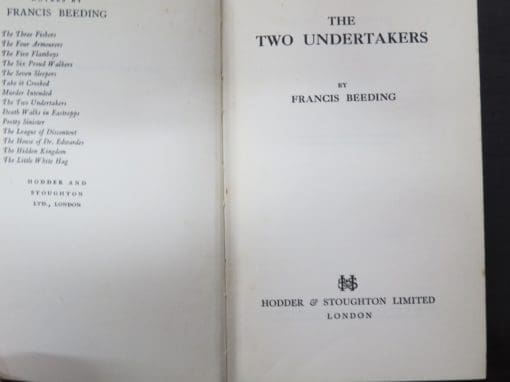 NOVELS BY
FRANCIS BEEDING
The Three Fishers
The Four Armourers
The Five Flamboys
The Six Proud Walkers
The Seven Sleepers
Take it Crooked
Murder Intended
The Two Undertakers
Death Walks in Eastrepps
Pretty Sinister
The League of Discontent
The House of Dr. Edwardes
The Hidden Kingdom
The Little White Hag
HODDER AND
STOUGHTON
LTD., LONDON
THE
TWO UNDERTAKERS
BY
FRANCIS BEEDING
HODDER & STOUGHTON LIMITED
LONDON